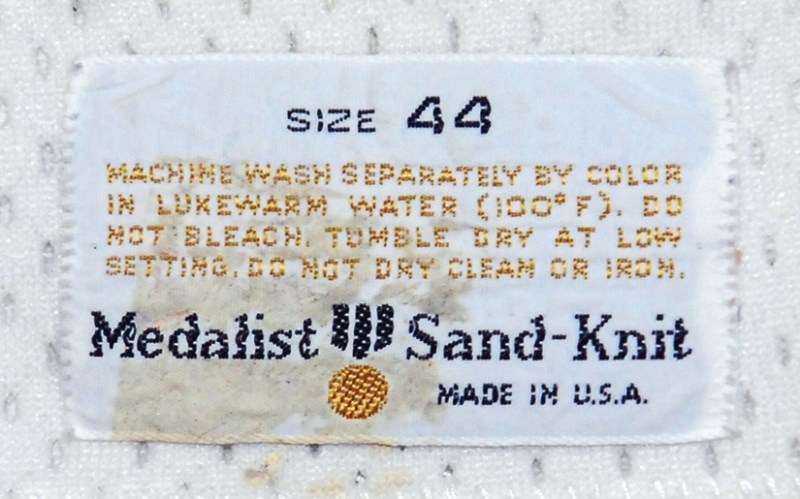 SIZE 44
MACHINE WASH SEPARATELY BY COLOR
IN LUKEWARM WATER (100°F). DO
NOT BLEACH. TUMBLE DRY AT LOW
SETTING. DO NOT DRY CLEAN OR IRON.
Medalist Sand-Knit
MADE IN U.S.A.